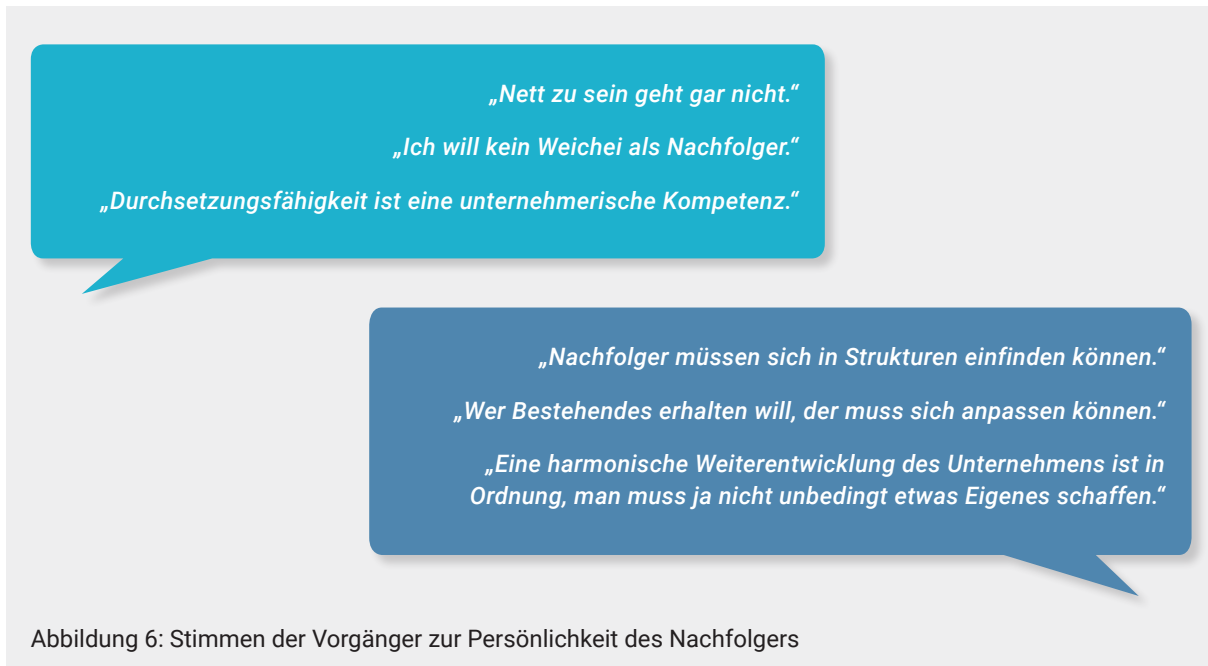 „Nett zu sein geht gar nicht.“
„Ich will kein Weichei als Nachfolger.“
„Durchsetzungsfähigkeit ist eine unternehmerische Kompetenz.“
„Nachfolger müssen sich in Strukturen einfinden können.“
„Wer Bestehendes erhalten will, der muss sich anpassen können.“
„Eine harmonische Weiterentwicklung des Unternehmens ist in
Ordnung, man muss ja nicht unbedingt etwas Eigenes schaffen.“
Abbildung 6: Stimmen der Vorgänger zur Persönlichkeit des Nachfolgers